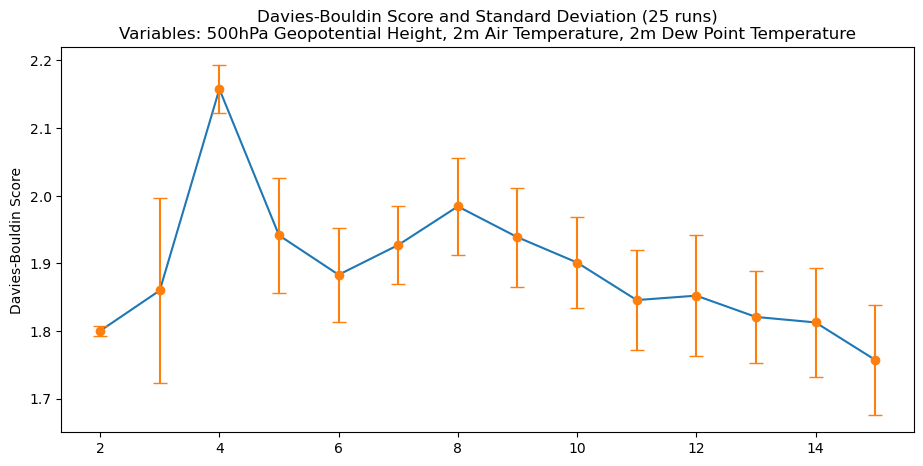 Davies-Bouldin Score and Standard Deviation (25 runs)
Variables: 500hPa Geopotential Height, 2m Air Temperature, 2m Dew Point Temperature
Davies-Bouldin Score
2.2
2.1
2.0
1.9
1.8
1.7
2 4 6 8 10 12 14